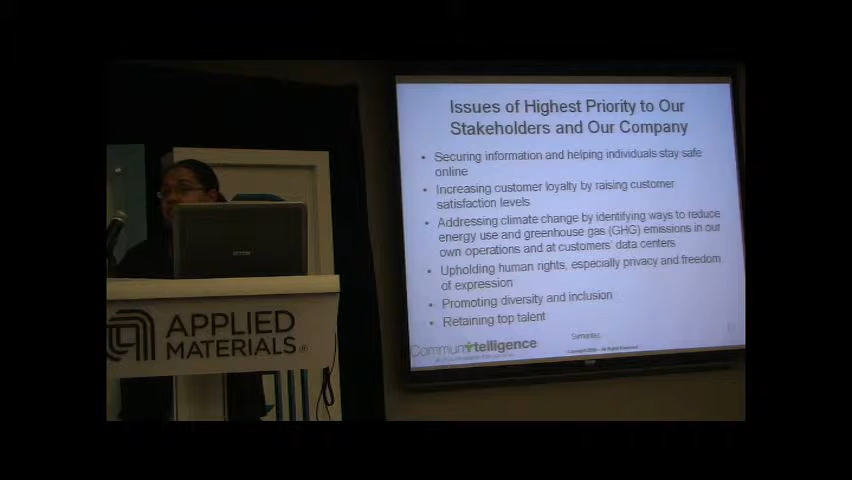 Issues of Highest Priority to Our
Stakeholders and Our Company
• Securing information and helping individuals stay safe
online
• Increasing customer loyalty by raising customer
satisfaction levels
• Addressing climate change by identifying ways to reduce
energy use and greenhouse gas (GHG) emissions in our
own operations and at customers' data centers
• Upholding human rights, especially privacy and freedom
of expression
• Promoting diversity and inclusion
• Retaining top talent
Symantec
Communitelligence
APPLIED
MATERIALS®